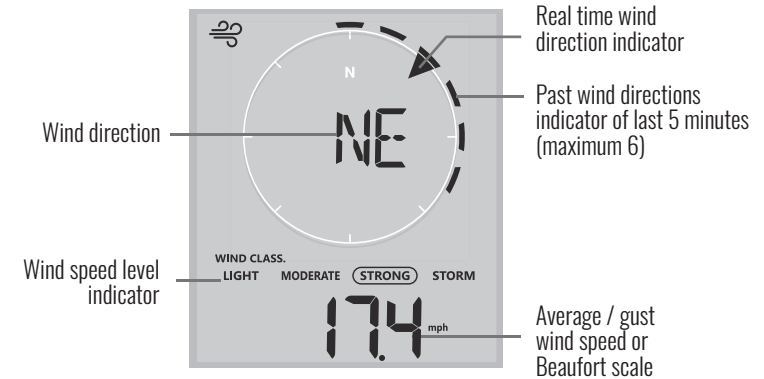 Real time wind
direction indicator
N
Past wind directions
indicator of last 5 minutes
(maximum 6)
Wind direction
NE
WIND CLASS.
LIGHT MODERATE STRONG STORM
Wind speed level
indicator
17.4 mph
Average / gust
wind speed or
Beaufort scale